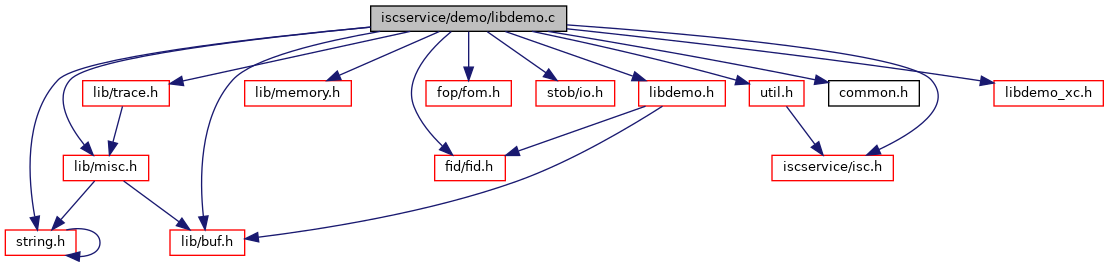 iscservice/demo/libdemo.c
lib/trace.h
lib/memory.h
fop/fom.h
stob/io.h
libdemo.h
util.h
common.h
libdemo_xc.h
lib/misc.h
fid/fid.h
iscservice/isc.h
string.h
lib/buf.h